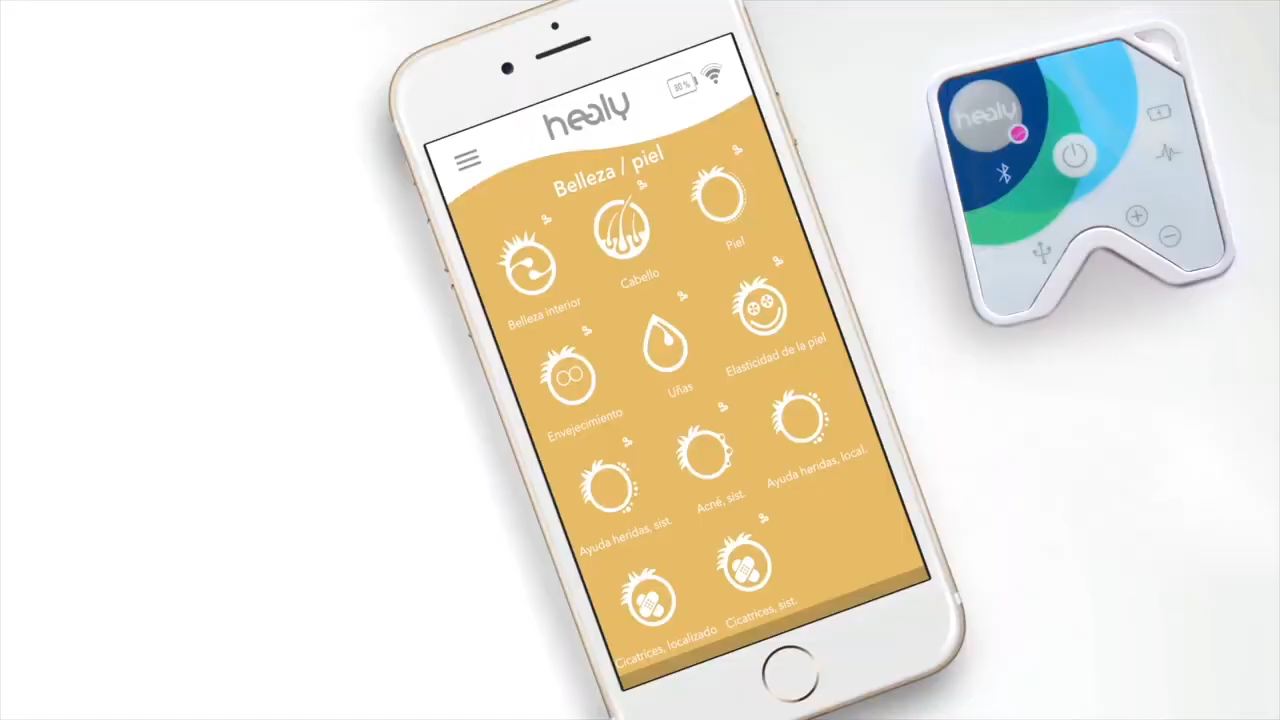 healy
80 %
Belleza / piel
Belleza interior
Cabello
Piel
Envejecimiento
Uñas
Elasticidad de la piel
Ayuda heridas, sist.
Acné, sist.
Ayuda heridas, local.
Cicatrices, localizado
Cicatrices, sist.
healy